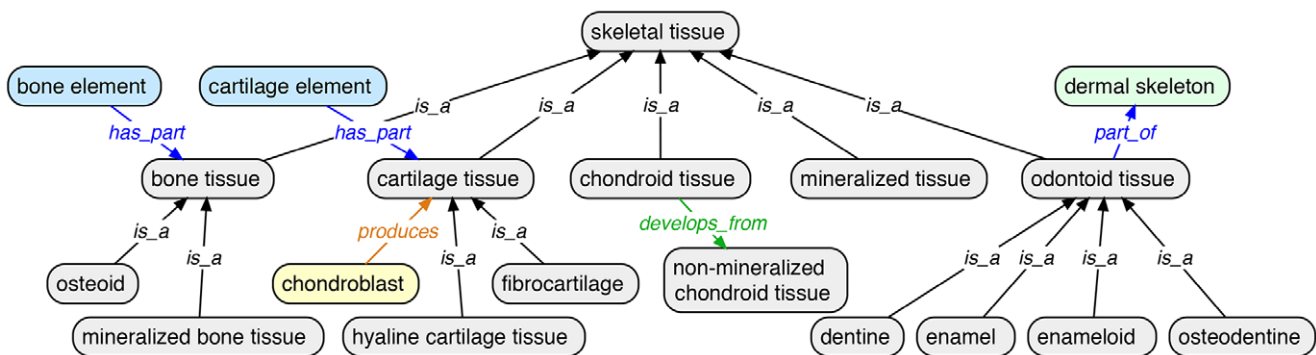 skeletal tissue
bone element
cartilage element
dermal skeleton
is_a
is_a
is_a
is_a
is_a
has_part
has_part
part_of
bone tissue
cartilage tissue
chondroid tissue
mineralized tissue
odontoid tissue
is_a
produces
is_a
develops_from
is_a
is_a
is_a
is_a
is_a
is_a
osteoid
chondroblast
fibrocartilage
non-mineralized
chondroid tissue
mineralized bone tissue
hyaline cartilage tissue
dentine
enamel
enameloid
osteodentine